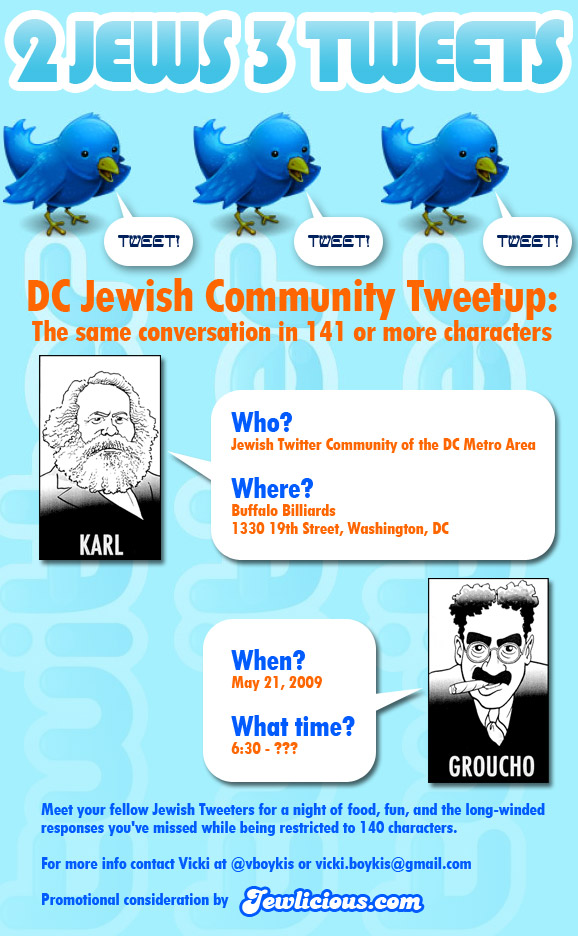 2 JEWS 3 TWEETS
TWEET!
TWEET!
TWEET!
DC Jewish Community Tweetup:
The same conversation in 141 or more characters
KARL
Who?
Jewish Twitter Community of the DC Metro Area
Where?
Buffalo Billiards
1330 19th Street, Washington, DC
When?
May 21, 2009
What time?
6:30 - ???
GROUCHO
Meet your fellow Jewish Tweeters for a night of food, fun, and the long-winded
responses you've missed while being restricted to 140 characters.
For more info contact Vicki at @vboykis or vicki.boykis@gmail.com
Promotional consideration by Jewlicious.com